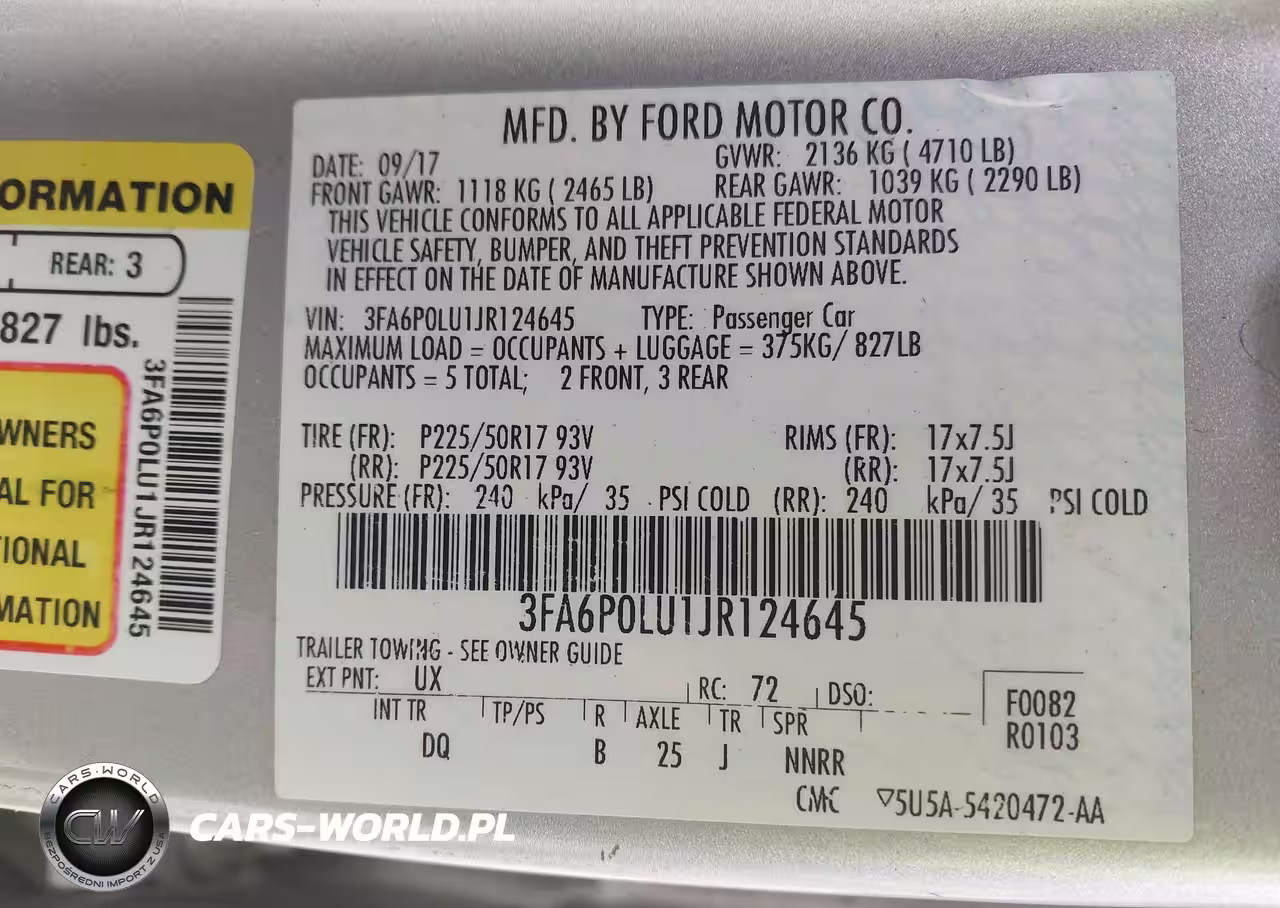 ORMATION
REAR: 3
827 lbs.
3FA6P0LU1JR124645
WNERS
AL FOR
TIONAL
MATION
MFD. BY FORD MOTOR CO.
DATE: 09/17 GVWR: 2136 KG ( 4710 LB)
FRONT GAWR: 1118 KG ( 2465 LB) REAR GAWR: 1039 KG ( 2290 LB)
THIS VEHICLE CONFORMS TO ALL APPLICABLE FEDERAL MOTOR
VEHICLE SAFETY, BUMPER, AND THEFT PREVENTION STANDARDS
IN EFFECT ON THE DATE OF MANUFACTURE SHOWN ABOVE.
VIN: 3FA6P0LU1JR124645 TYPE: Passenger Car
MAXIMUM LOAD = OCCUPANTS + LUGGAGE = 375KG/ 827LB
OCCUPANTS = 5 TOTAL; 2 FRONT, 3 REAR
TIRE (FR): P225/50R17 93V RIMS (FR): 17x7.5J
(RR): P225/50R17 93V (RR): 17x7.5J
PRESSURE (FR): 240 kPa/ 35 PSI COLD (RR): 240 kPa/ 35 PSI COLD
3FA6P0LU1JR124645
TRAILER TOWING - SEE OWNER GUIDE
EXT PNT: UX RC: 72 DSO:
INT TR TP/PS R AXLE TR SPR
DQ B 25 J NNRR
F0082
R0103
CMC ▽5U5A-5420472-AA
CARS-WORLD
CW
BEZPOŚREDNI IMPORT Z USA
CARS-WORLD.PL